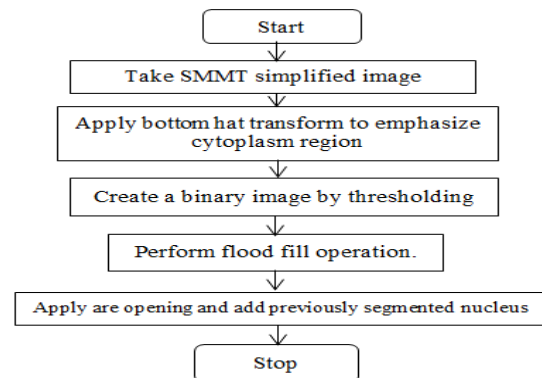 Start
Take SMMT simplified image
Apply bottom hat transform to emphasize
cytoplasm region
Create a binary image by thresholding
Perform flood fill operation.
Apply are opening and add previously segmented nucleus
Stop